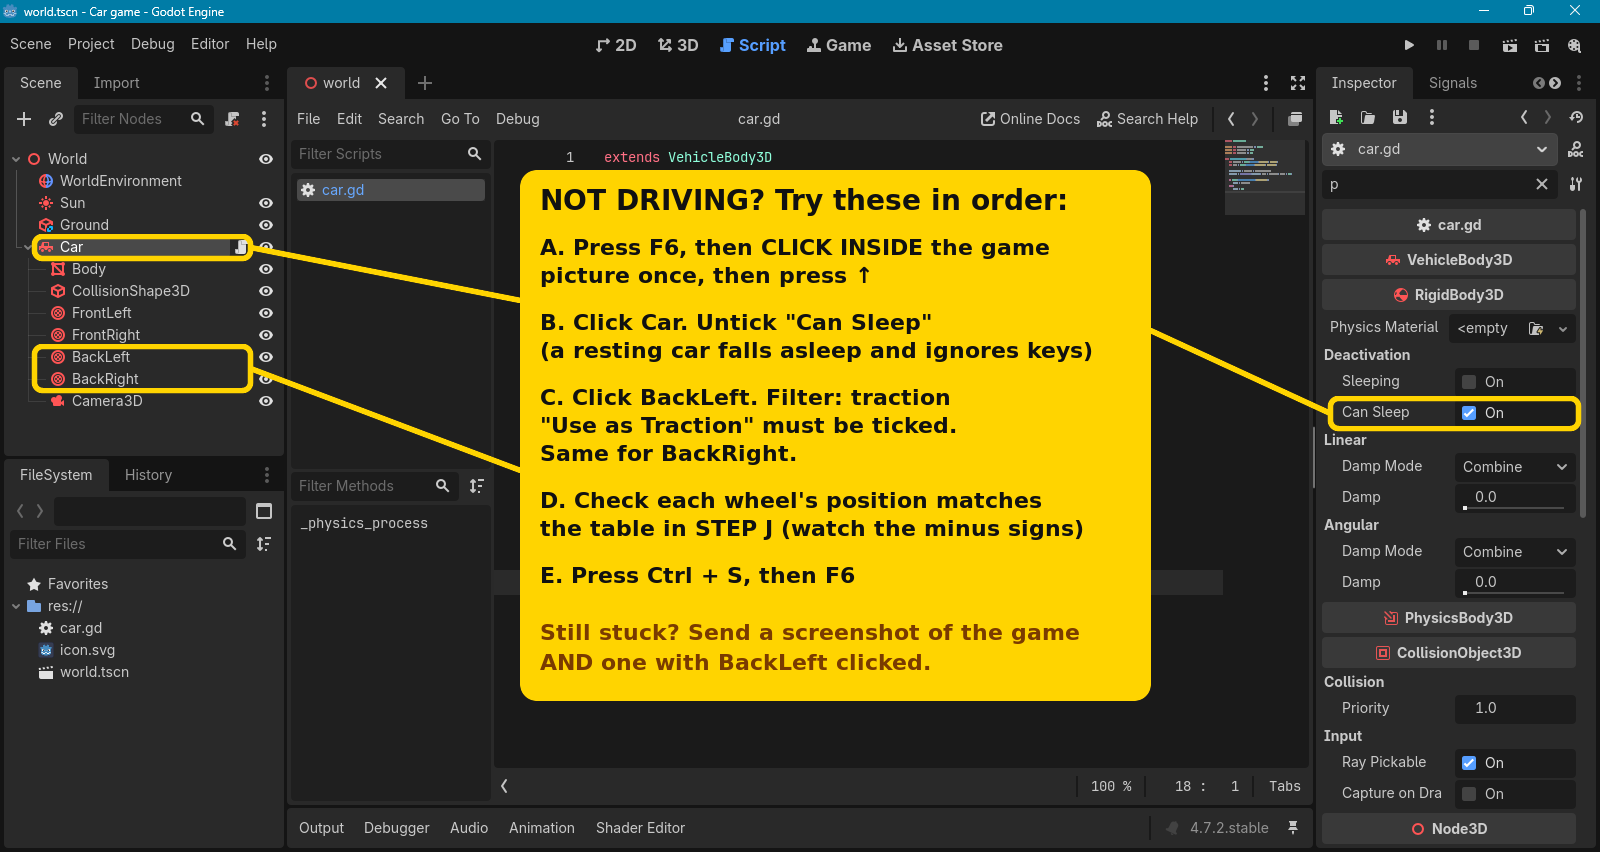 world.tscn - Car game - Godot Engine
Scene Project Debug Editor Help
2D 3D Script Game Asset Store
Scene Import
Filter Nodes
World
WorldEnvironment
Sun
Ground
Car
Body
CollisionShape3D
FrontLeft
FrontRight
BackLeft
BackRight
Camera3D
FileSystem History
Filter Files
Favorites
res://
car.gd
icon.svg
world.tscn
world
File Edit Search Go To Debug
car.gd
Online Docs Search Help
Filter Scripts
car.gd
Filter Methods
_physics_process
1 extends VehicleBody3D
NOT DRIVING? Try these in order:
A. Press F6, then CLICK INSIDE the game
picture once, then press ↑
B. Click Car. Untick "Can Sleep"
(a resting car falls asleep and ignores keys)
C. Click BackLeft. Filter: traction
"Use as Traction" must be ticked.
Same for BackRight.
D. Check each wheel's position matches
the table in STEP J (watch the minus signs)
E. Press Ctrl + S, then F6
Still stuck? Send a screenshot of the game
AND one with BackLeft clicked.
100 % 18 : 1 Tabs
Output Debugger Audio Animation Shader Editor
4.7.2.stable
Inspector Signals
car.gd
p
car.gd
VehicleBody3D
RigidBody3D
Physics Material <empty
Deactivation
Sleeping On
Can Sleep On
Linear
Damp Mode Combine
Damp 0.0
Angular
Damp Mode Combine
Damp 0.0
PhysicsBody3D
CollisionObject3D
Collision
Priority 1.0
Input
Ray Pickable On
Capture on Dra On
Node3D